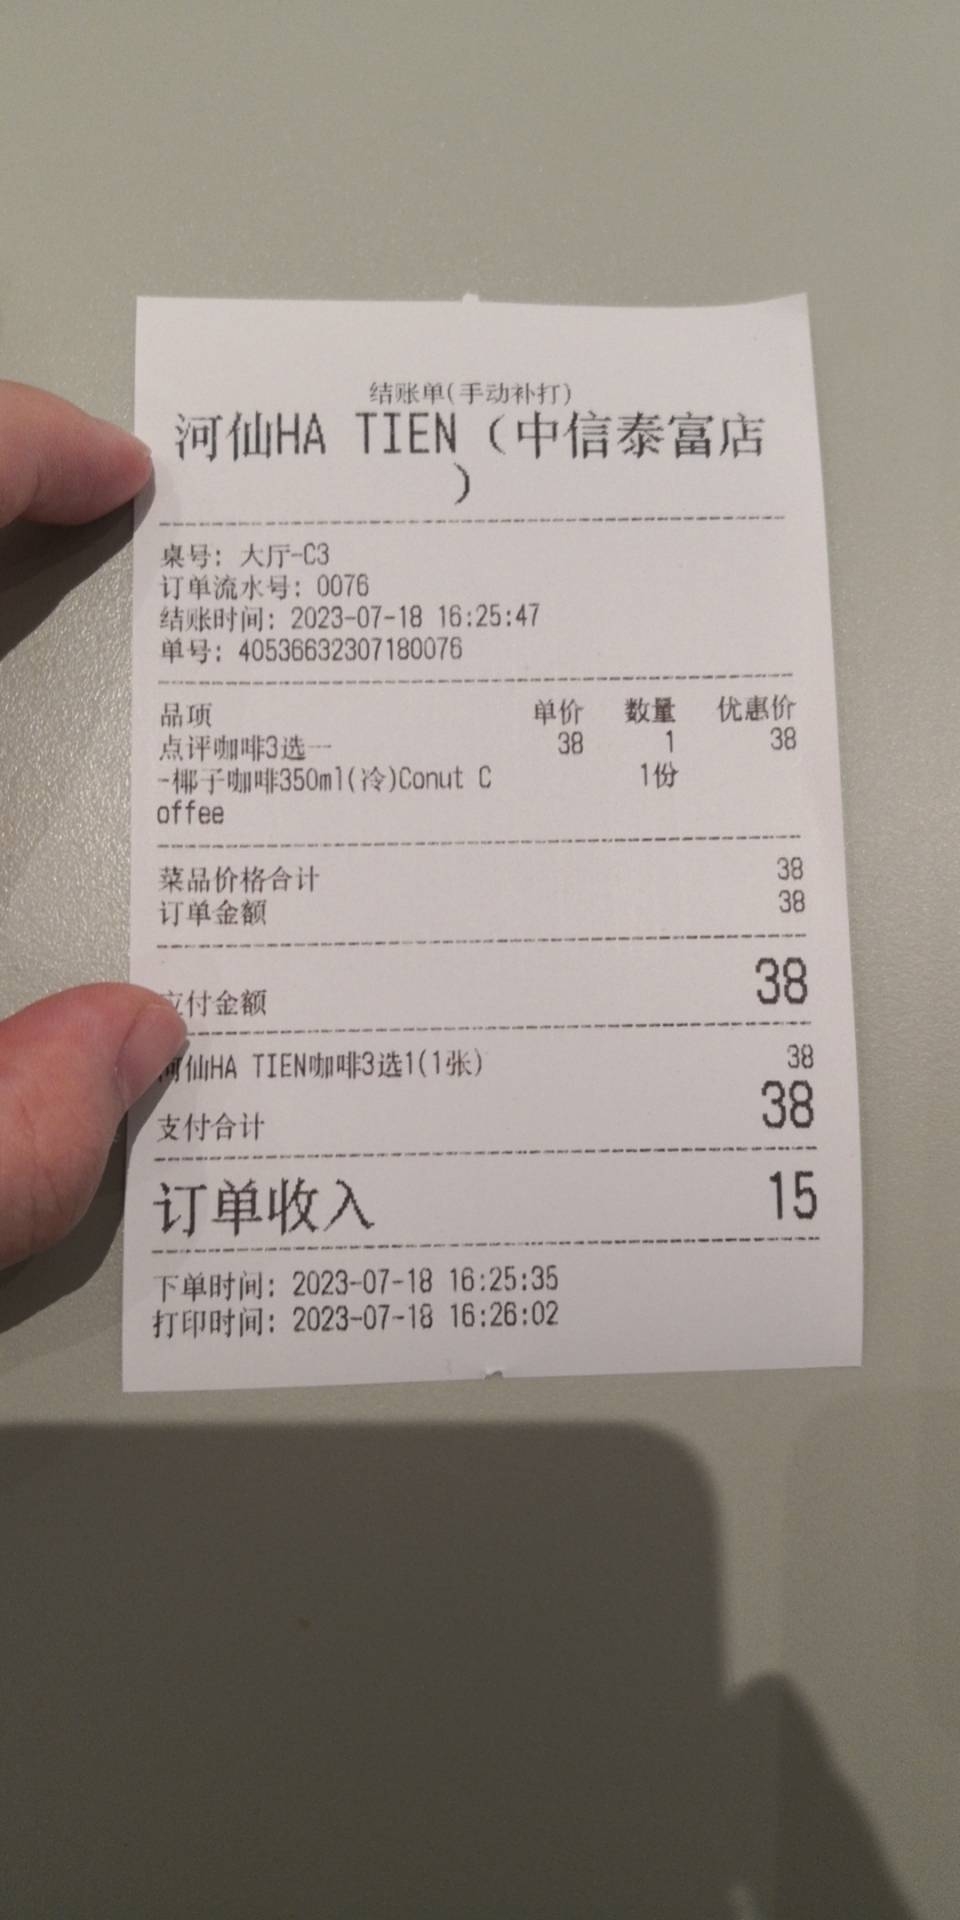 结账单(手动补打)
河仙HA TIEN（中信泰富店
）
桌号: 大厅-C3
订单流水号: 0076
结账时间: 2023-07-18 16:25:47
单号: 40536632307180076
品项 单价 数量 优惠价
点评咖啡3选一 38 1 38
-椰子咖啡350ml(冷)Conut C 1份
offee
菜品价格合计 38
订单金额 38
应付金额 38
河仙HA TIEN咖啡3选1(1张) 38
支付合计 38
订单收入 15
下单时间: 2023-07-18 16:25:35
打印时间: 2023-07-18 16:26:02